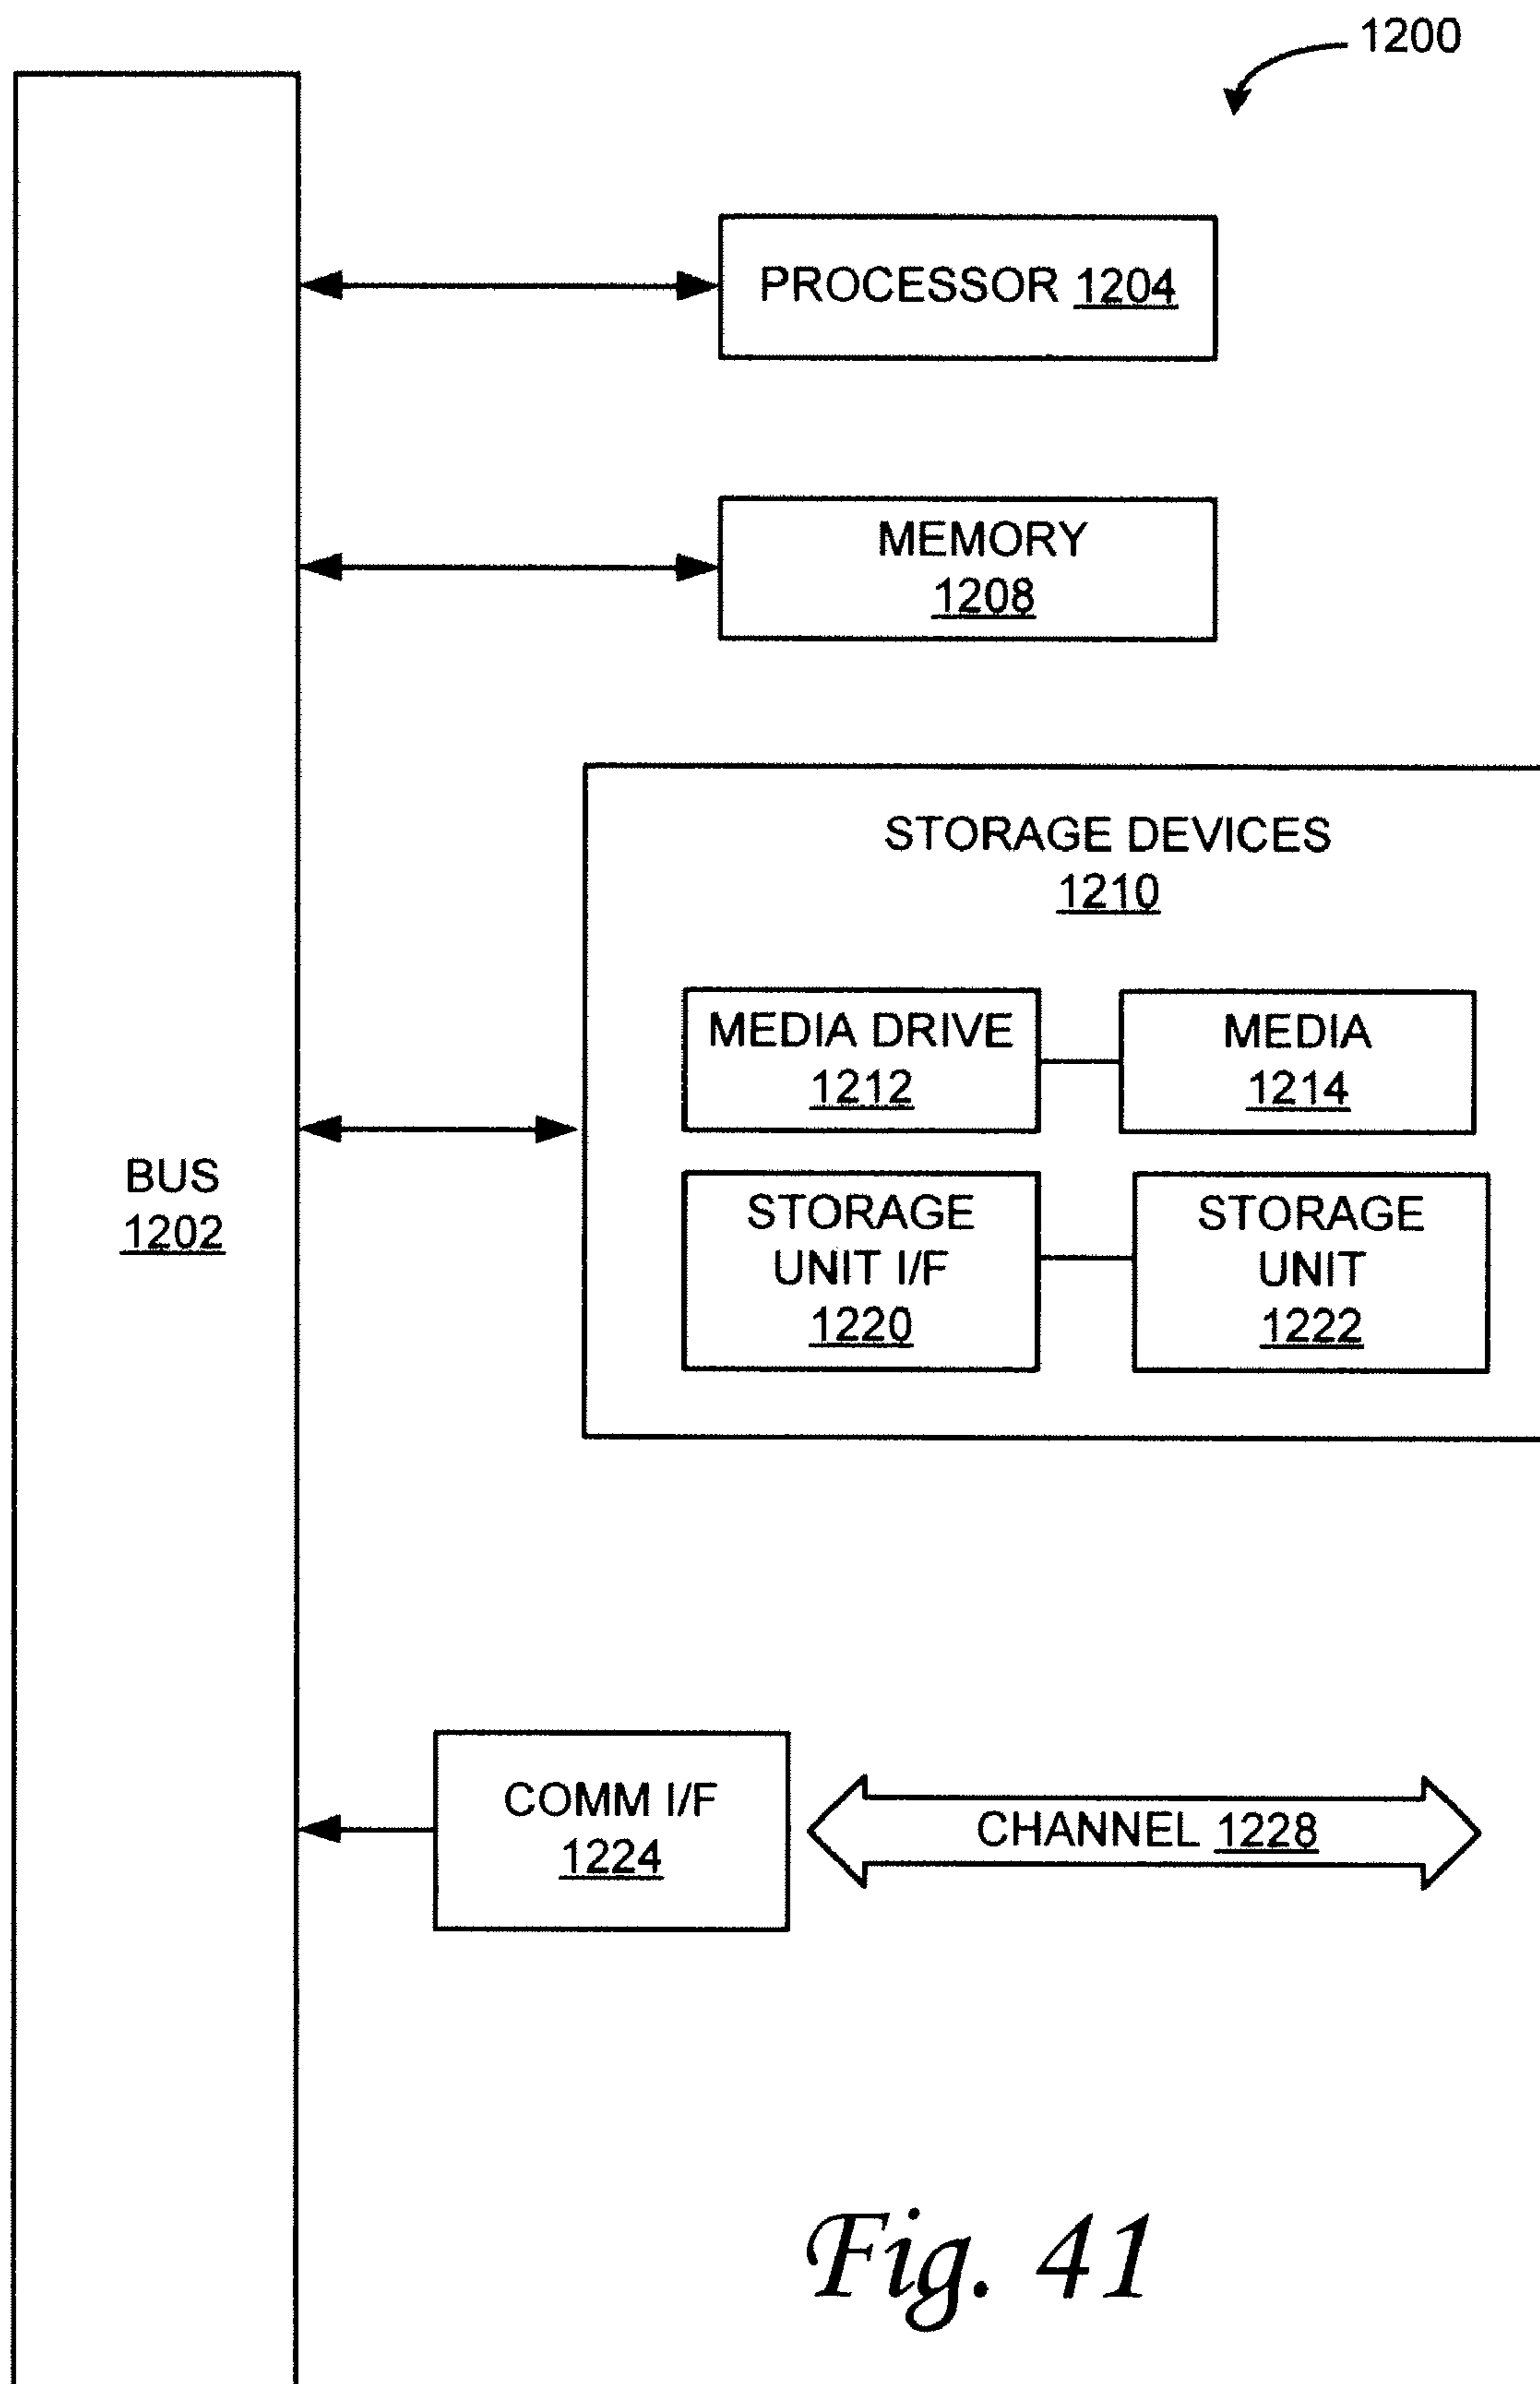 1200
PROCESSOR 1204
MEMORY
1208
STORAGE DEVICES
1210
MEDIA DRIVE
1212
MEDIA
1214
BUS
1202
STORAGE
UNIT I/F
1220
STORAGE
UNIT
1222
COMM I/F
1224
CHANNEL 1228
Fig. 41